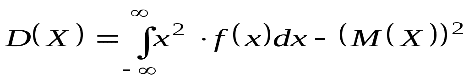 D(X) = ∫_{-∞}^{∞} x² · f(x)dx - (M(X))²